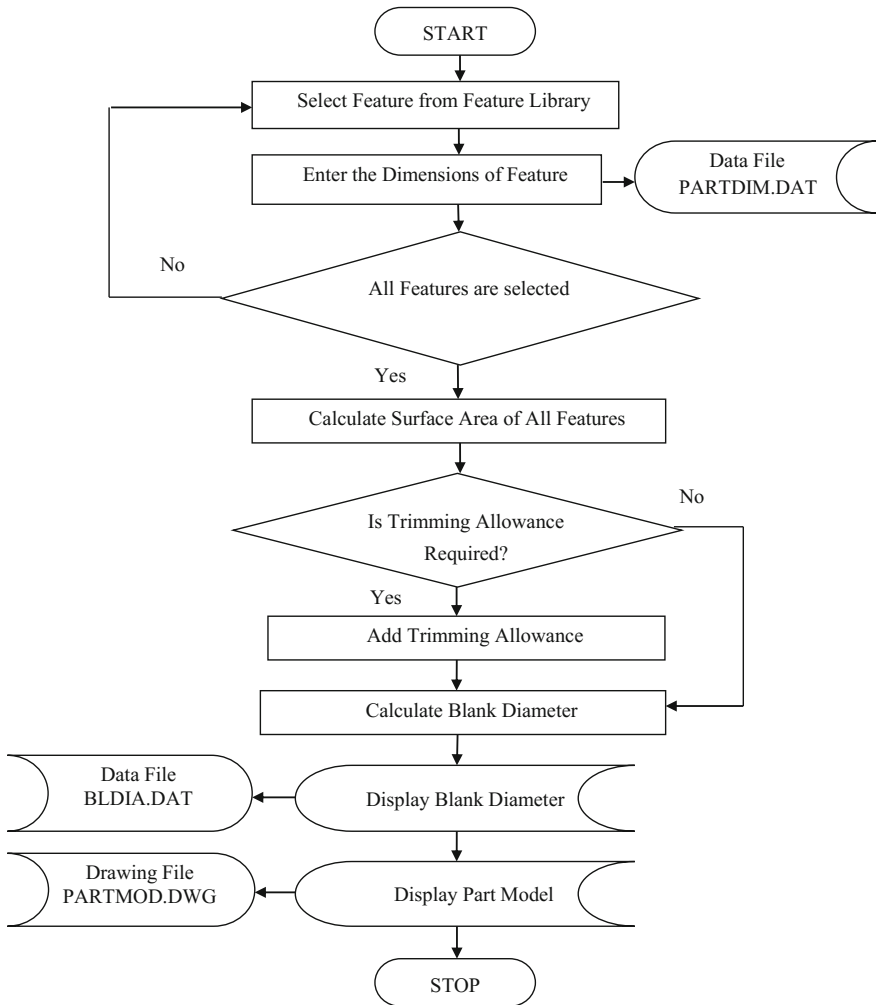 START
Select Feature from Feature Library
Enter the Dimensions of Feature
Data File
PARTDIM.DAT
No
All Features are selected
Yes
Calculate Surface Area of All Features
No
Is Trimming Allowance
Required?
Yes
Add Trimming Allowance
Calculate Blank Diameter
Data File
BLDIA.DAT
Display Blank Diameter
Drawing File
PARTMOD.DWG
Display Part Model
STOP